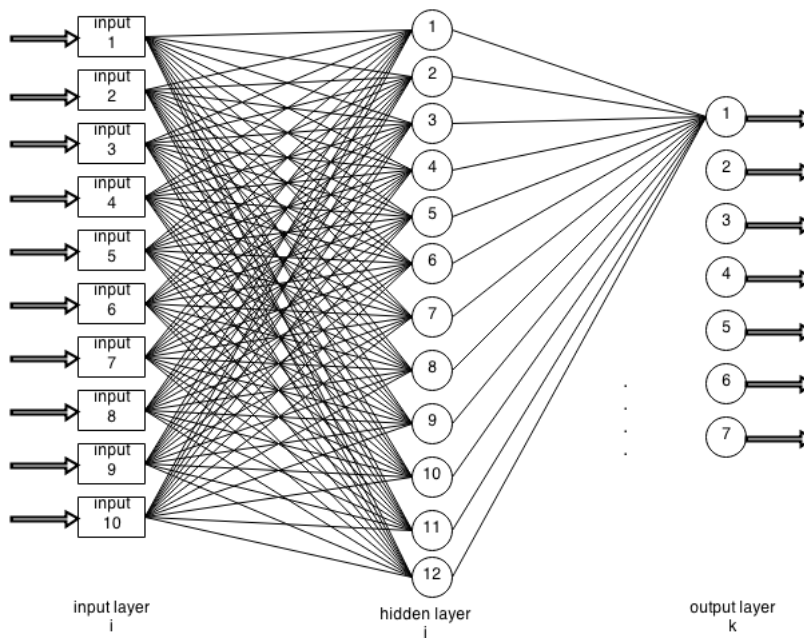 input
1
input
2
input
3
input
4
input
5
input
6
input
7
input
8
input
9
input
10
1
2
3
4
5
6
7
8
9
10
11
12
1
2
3
4
5
6
7
input layer
i
hidden layer
j
output layer
k